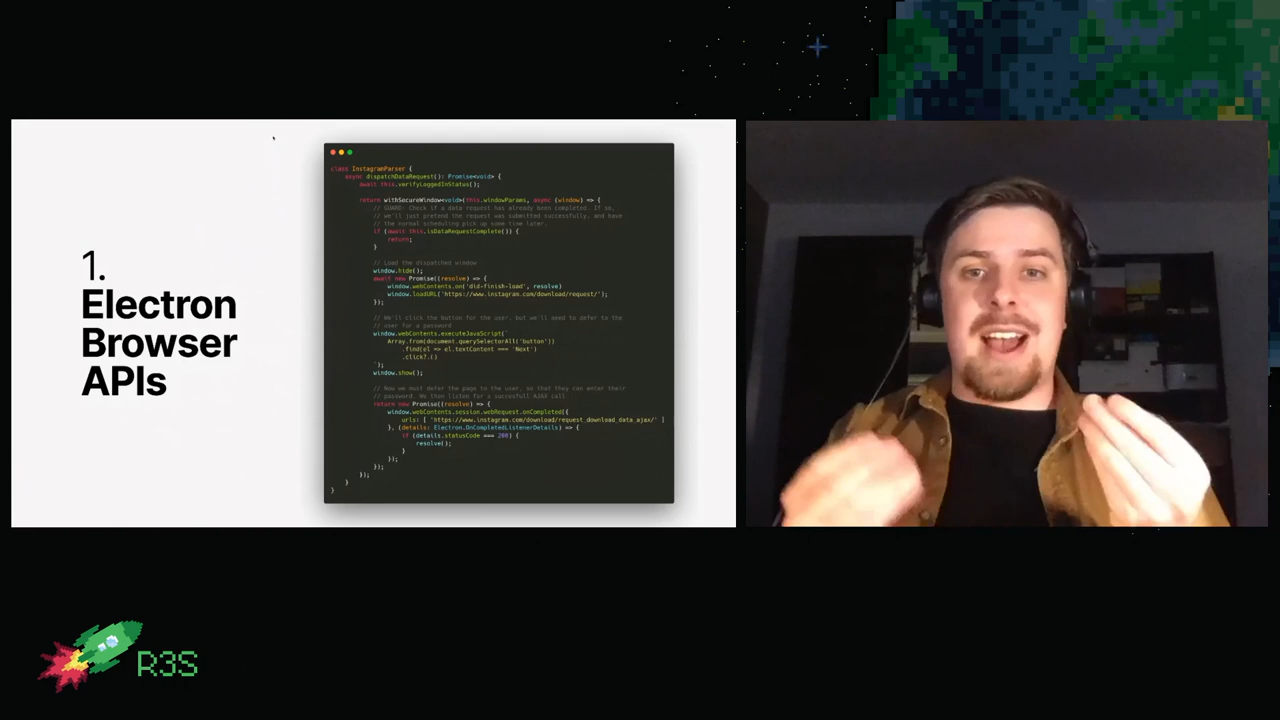 1.
Electron
Browser
APIs
class InstagramParser {
async dispatchDataRequest(): Promise<void> {
await this.verifyLoggedInStatus();
return withSecureWindow<void>(this.windowParams, async (window) => {
// GUARD: Check if a data request has already been completed. If so,
// we'll just pretend the request was submitted successfully, and have
// the normal scheduling pick up some time later.
if (await this.isDataRequestComplete()) {
return;
}
// Load the dispatched window
window.hide();
await new Promise((resolve) => {
window.webContents.on('did-finish-load', resolve)
window.loadURL('https://www.instagram.com/download/request/');
});
// We'll click the button for the user, but we'll need to defer to the
// user for a password
window.webContents.executeJavaScript(`
Array.from(document.querySelectorAll('button'))
.find(el => el.textContent === 'Next')
.click?.()
`);
window.show();
// Now we must defer the page to the user, so that they can enter their
// password. We then listen for a succesfull AJAX call
return new Promise((resolve) => {
window.webContents.session.webRequest.onCompleted({
urls: [ 'https://www.instagram.com/download/request_download_data_ajax/' ]
}, (details: Electron.OnCompletedListenerDetails) => {
if (details.statusCode === 200) {
resolve();
}
});
});
});
}
}
R3S